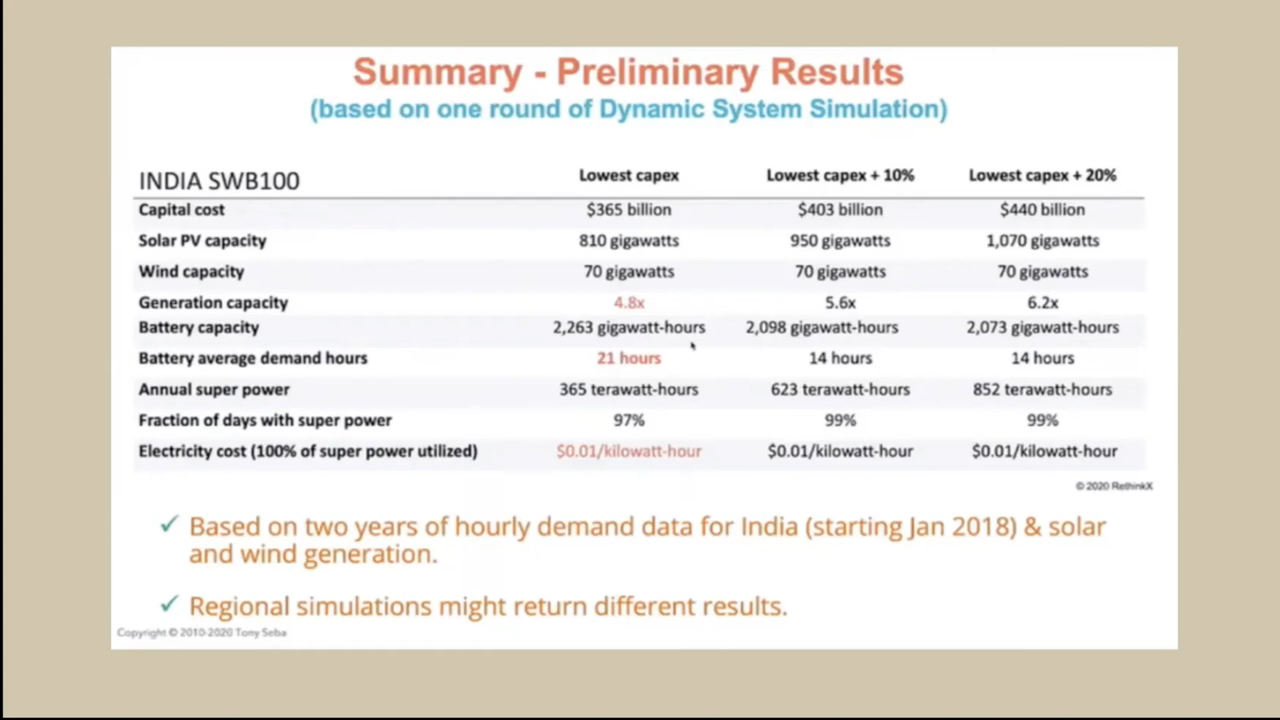 Summary - Preliminary Results
(based on one round of Dynamic System Simulation)
INDIA SWB100 Lowest capex Lowest capex + 10% Lowest capex + 20%
Capital cost $365 billion $403 billion $440 billion
Solar PV capacity 810 gigawatts 950 gigawatts 1,070 gigawatts
Wind capacity 70 gigawatts 70 gigawatts 70 gigawatts
Generation capacity 4.8x 5.6x 6.2x
Battery capacity 2,263 gigawatt-hours 2,098 gigawatt-hours 2,073 gigawatt-hours
Battery average demand hours 21 hours 14 hours 14 hours
Annual super power 365 terawatt-hours 623 terawatt-hours 852 terawatt-hours
Fraction of days with super power 97% 99% 99%
Electricity cost (100% of super power utilized) $0.01/kilowatt-hour $0.01/kilowatt-hour $0.01/kilowatt-hour
© 2020 RethinkX
✓ Based on two years of hourly demand data for India (starting Jan 2018) & solar
and wind generation.
✓ Regional simulations might return different results.
Copyright © 2010-2020 Tony Seba